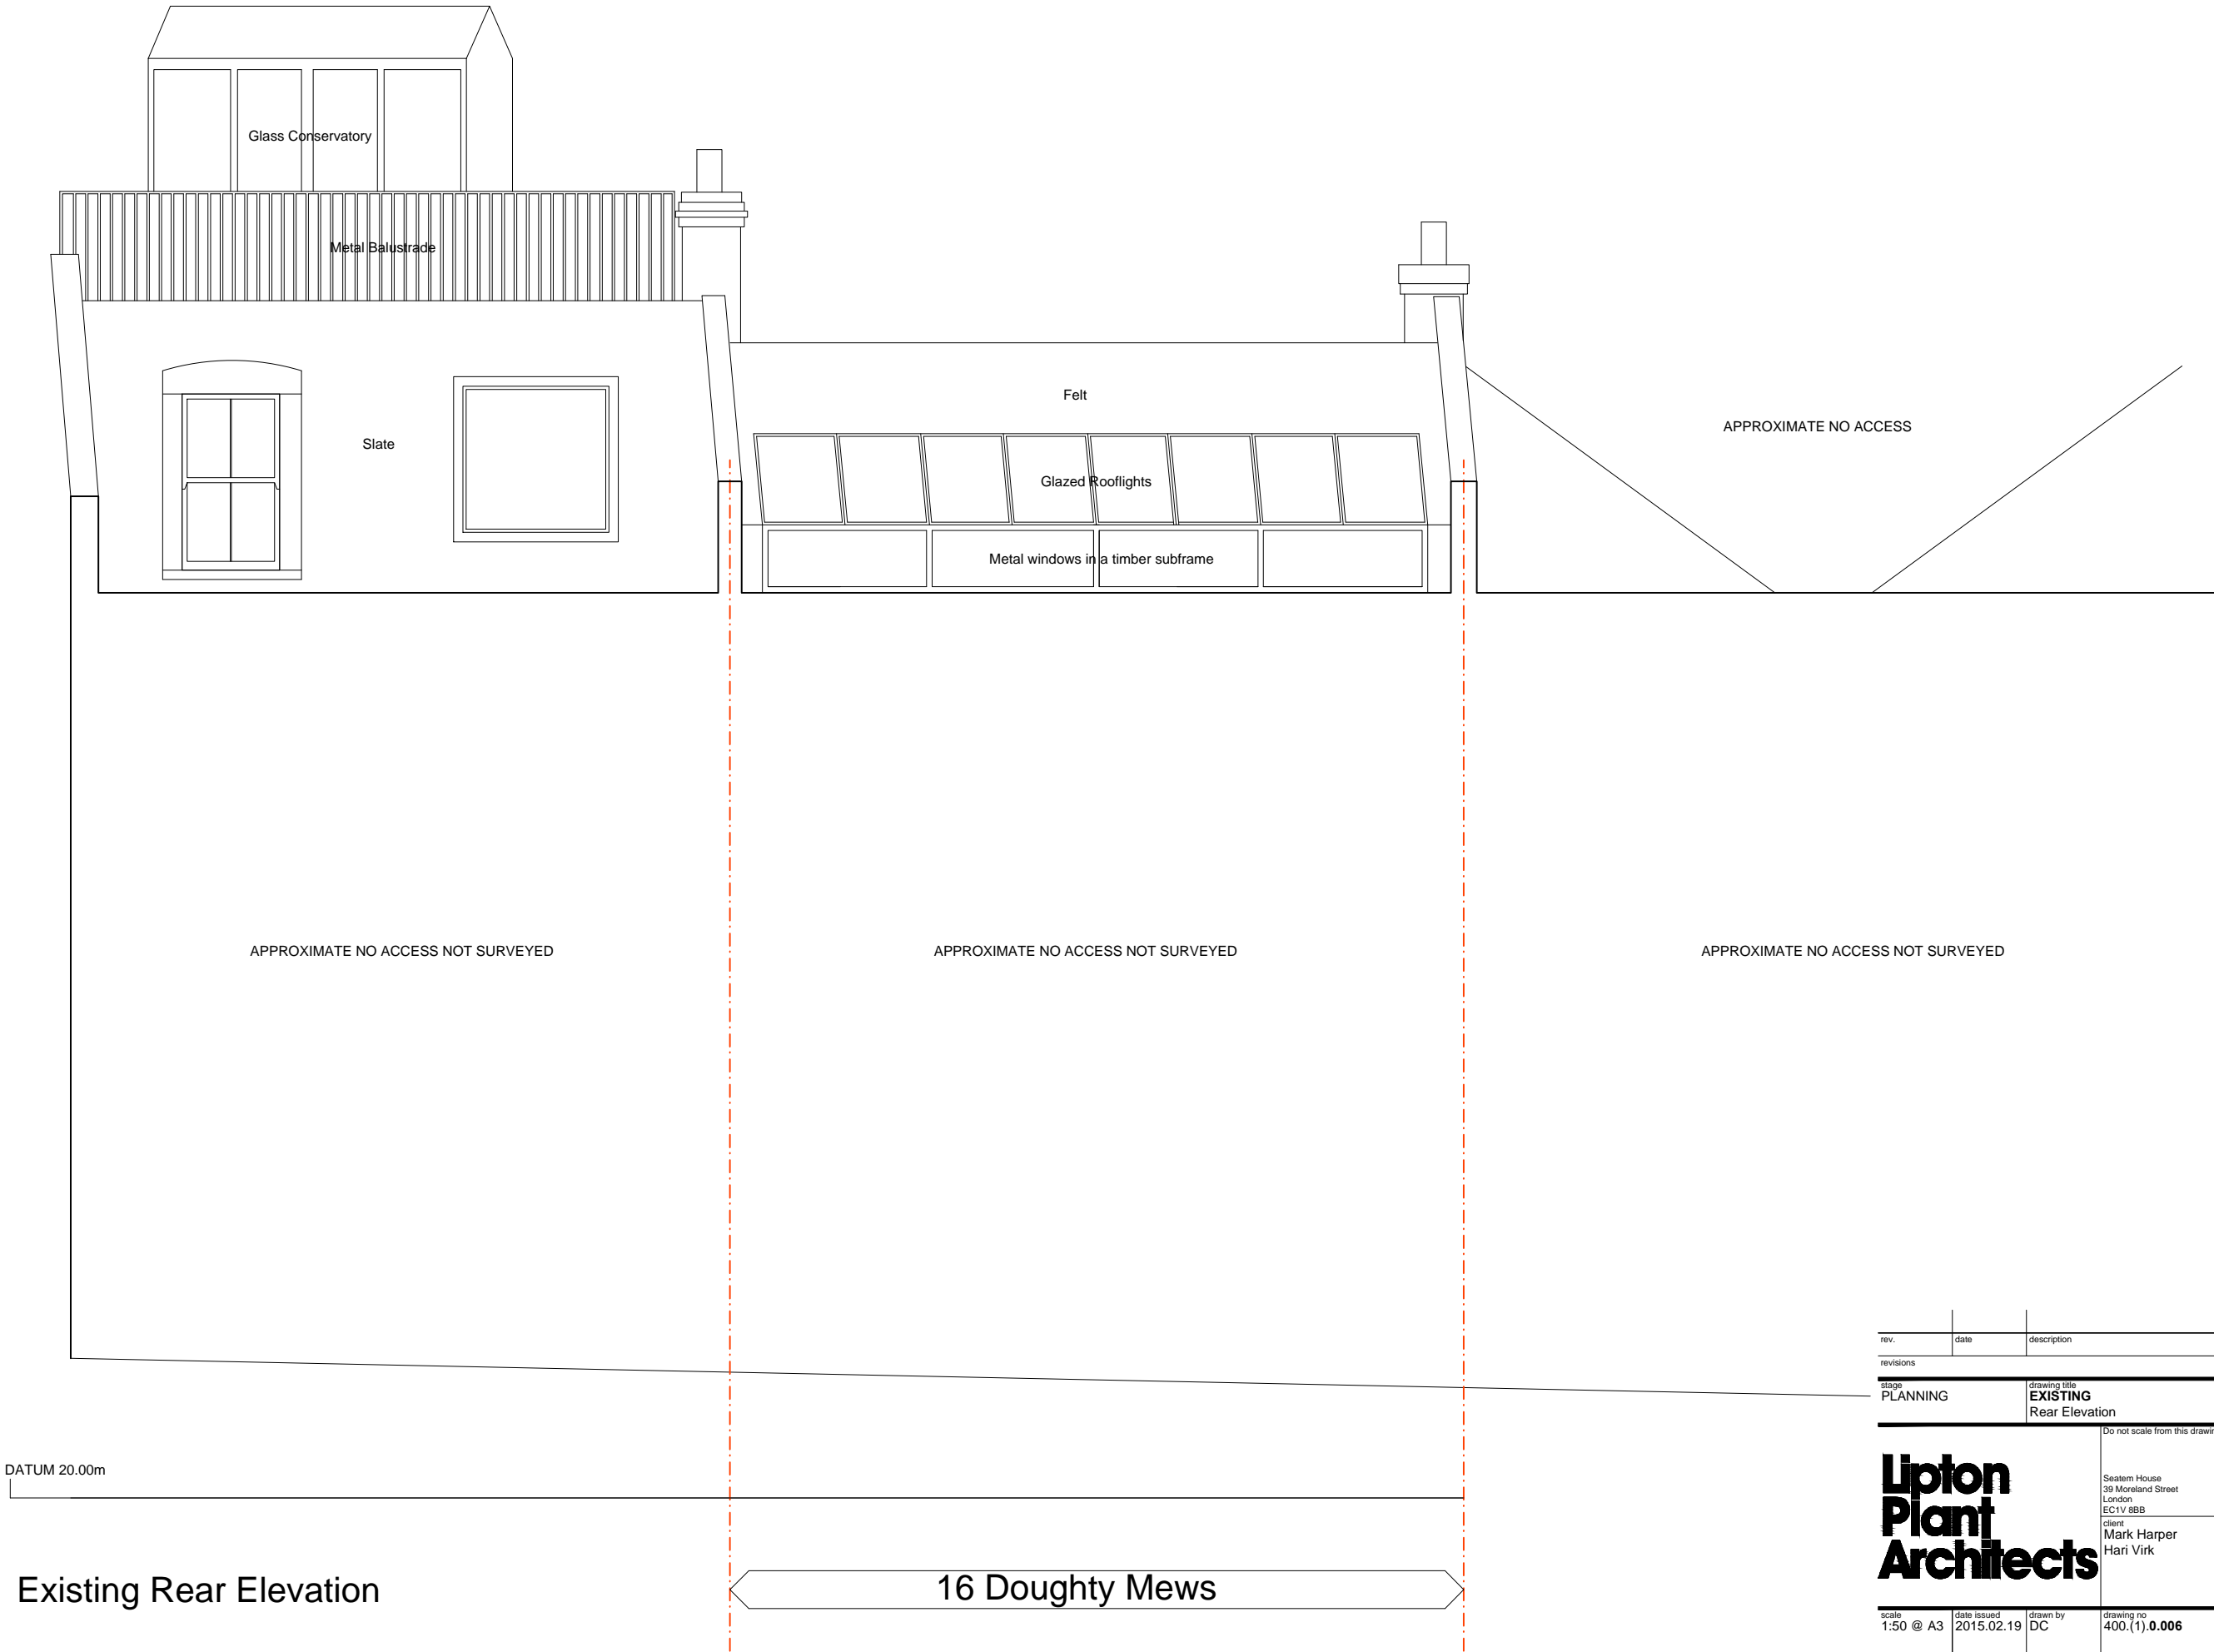 Glass Conservatory
Metal Balustrade
Slate
Felt
Glazed Rooflights
Metal windows in a timber subframe
APPROXIMATE NO ACCESS
APPROXIMATE NO ACCESS NOT SURVEYED
APPROXIMATE NO ACCESS NOT SURVEYED
APPROXIMATE NO ACCESS NOT SURVEYED
DATUM 20.00m
Existing Rear Elevation
16 Doughty Mews
rev. date description
revisions
stage
PLANNING
drawing title
EXISTING
Rear Elevation
Do not scale from this
Lipton
Plant
Architects
Seatem House
39 Moreland Street
London
EC1V 8BB
client
Mark Harper
Hari Virk
scale
1:50 @ A3
date issued
2015.02.19
drawn by
DC
drawing no
400.(1).0.006